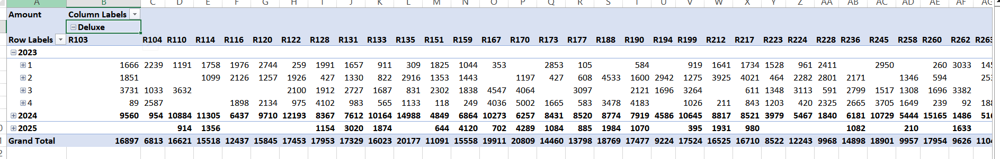 A B C D E F G H I J K L M N O P Q R S T U V W X Y Z AA AB AC AD AE AF AG
Amount Column Labels
Deluxe
Row Labels R103 R104 R110 R114 R116 R120 R122 R128 R131 R133 R135 R151 R159 R167 R170 R173 R177 R188 R190 R194 R199 R212 R217 R223 R224 R228 R236 R245 R258 R260 R262 R263
2023
1 1666 2239 1191 1758 1976 2744 259 1991 1657 911 309 1825 1044 353 2853 105 584 919 1641 1734 1528 961 2411 2950 260 3033
2 1851 1099 2126 1257 1926 427 1330 822 2916 1353 1443 1197 427 608 4533 1600 2942 1275 3925 4021 464 2282 2801 2171 1346 594
3 3731 1033 3632 2100 1912 2727 1687 831 2302 1838 4547 4064 3097 2121 1696 3264 611 1348 3113 591 2799 1517 1308 1696 3382
4 89 2587 1898 2134 975 4102 983 565 1133 118 249 4036 5002 1665 583 3478 4183 1026 211 843 1203 420 2325 2665 3705 1649 239 92
2024 9560 954 10884 11305 6437 9710 12193 8367 7612 10164 14988 4849 6864 10273 6257 8431 8520 8774 7919 4586 10645 8817 8521 3979 5467 1840 6181 10729 5444 15165 1486
2025 914 1356 1154 3020 1874 644 4120 702 4289 1084 885 1984 1070 395 1931 980 1082 210 1633
Grand Total 16897 6813 16621 15518 12437 15845 17453 17953 17329 16023 20177 11091 15558 19911 20809 14460 13798 18769 17477 9224 17524 16525 16710 8522 12243 9968 14898 18901 9957 17954 9626